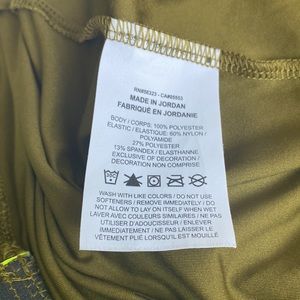 RN#56323 - CA#05553
MADE IN JORDAN
FABRIQUÉ EN JORDANIE
BODY / CORPS: 100% POLYESTER
ELASTIC / ELASTIQUE: 60% NYLON /
POLYAMIDE
27% POLYESTER
13% SPANDEX / ELASTHANNE
EXCLUSIVE OF DECORATION /
DECORATION NON COMPRISE
WASH WITH LIKE COLORS / DO NOT USE
SOFTENERS / REMOVE IMMEDIATELY / DO
NOT ALLOW TO LAY ON ITSELF WHEN WET
LAVER AVEC COULEURS SIMILAIRES / NE PAS
UTILISER D'ADOUCISSEUR / ENLEVER
IMMÉDIATEMENT / NE PAS LAISSER LE
VÊTEMENT PLIÉ LORSQU'IL EST MOUILLÉ